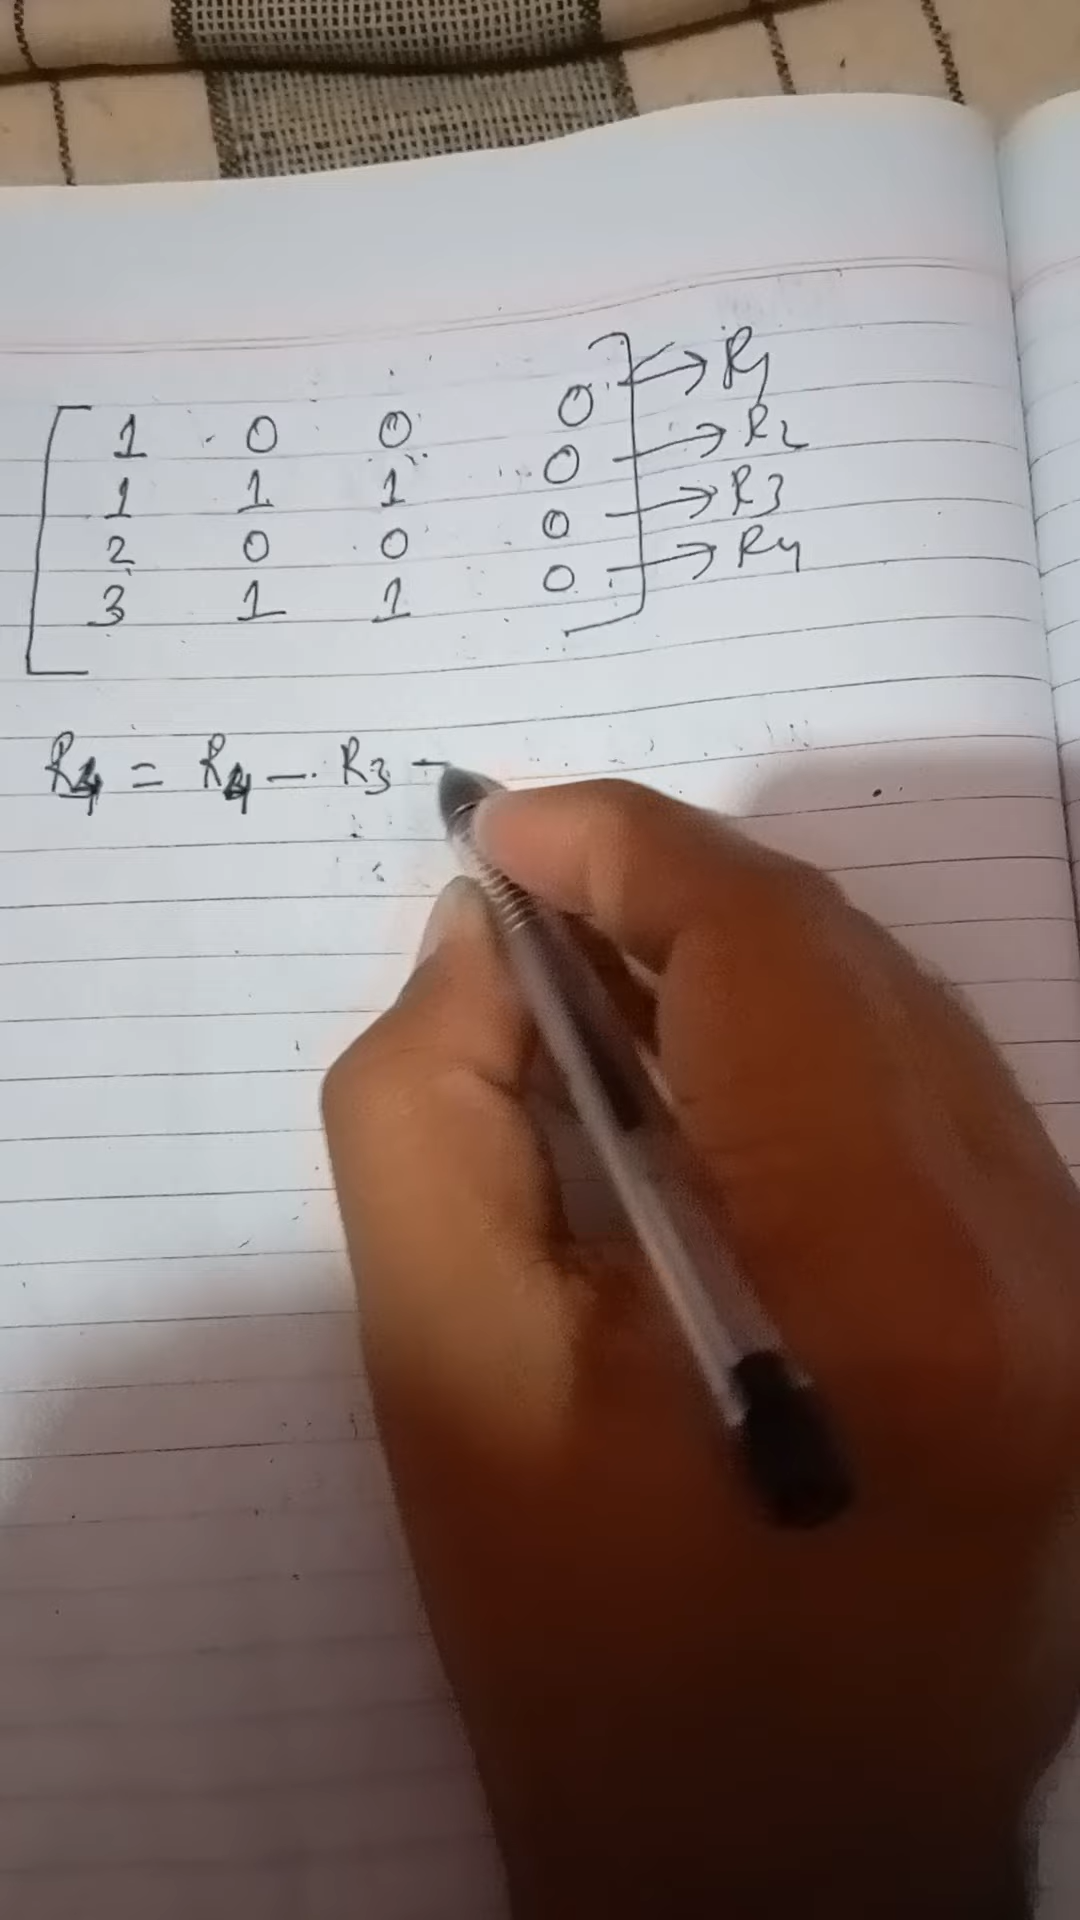 1 0 0 0 → R1
1 1 1 0 → R2
2 0 0 0 → R3
3 1 1 0 → R4
R4 = R4 - R3 -